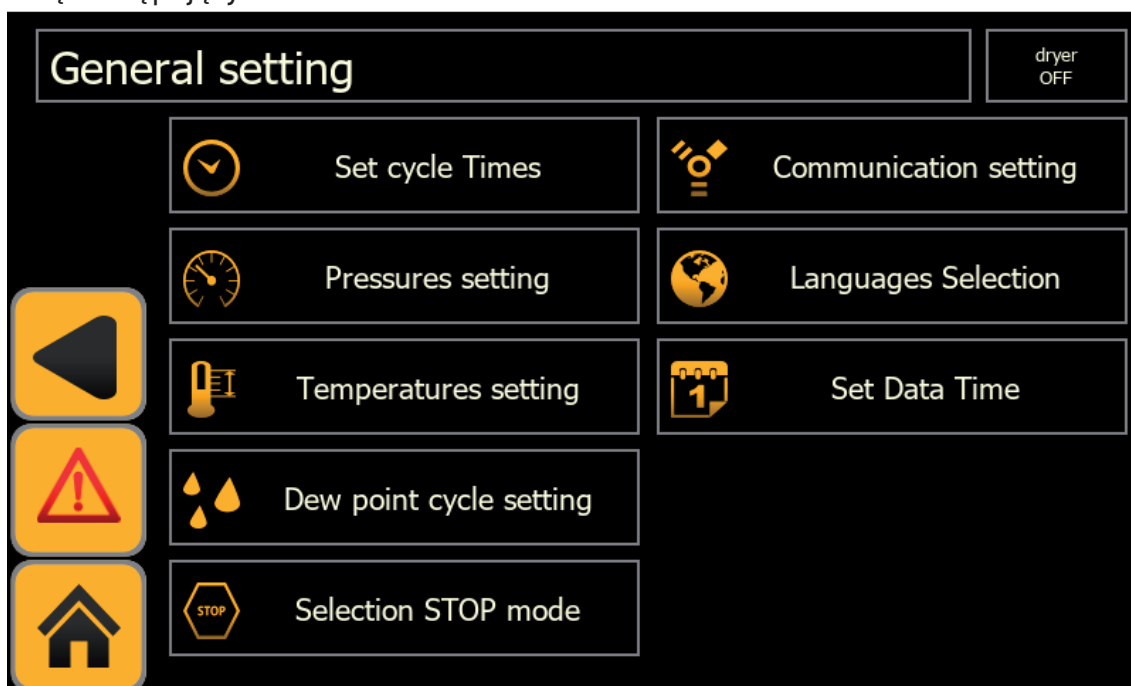 General setting
dryer
OFF
Set cycle Times
Communication setting
Pressures setting
Languages Selection
Temperatures setting
1
Set Data Time
Dew point cycle setting
STOP
Selection STOP mode